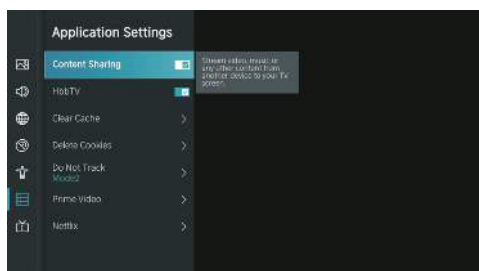 Application Settings
Content Sharing
Stream video, music or
any other content from
another device to your TV
screen.
HbbTV
Clear Cache
Delete Cookies
Do Not Track
Mode2
Prime Video
Netflix